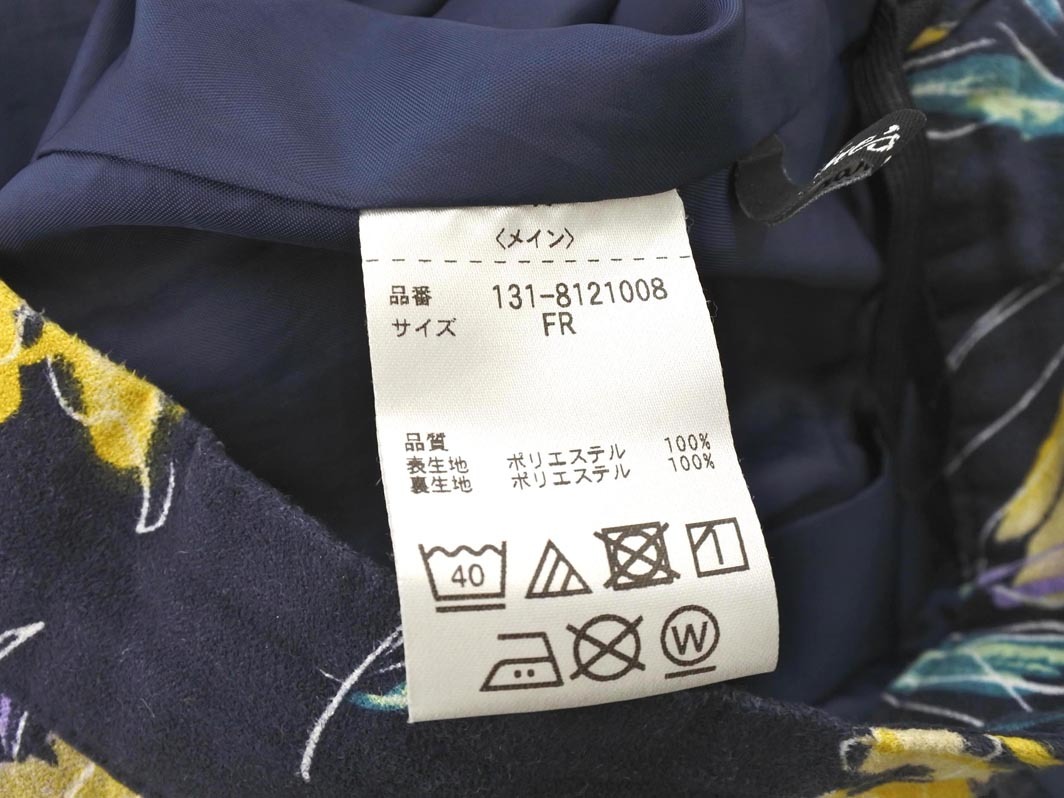 〈メイン〉
品番 131-8121008
サイズ FR
品質
表生地 ポリエステル 100%
裏生地 ポリエステル 100%
40
W